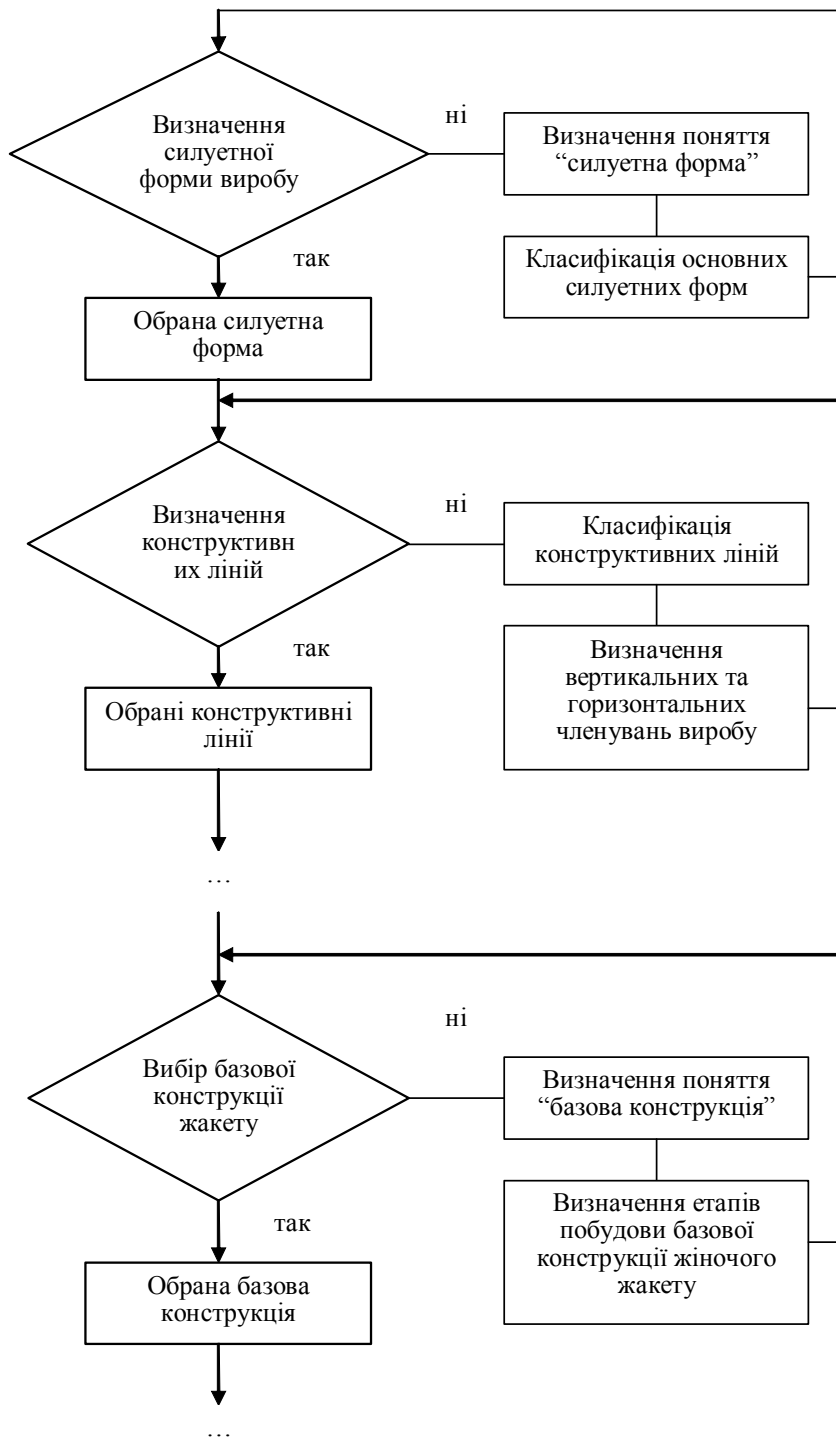 Визначення
силуетної
форми виробу
ні
Визначення поняття
“силуетна форма”
так
Класифікація основних
силуетних форм
Обрана силуетна
форма
Визначення
конструктивн
их ліній
ні
Класифікація
конструктивних ліній
так
Визначення
вертикальних та
горизонтальних
членувань виробу
Обрані конструктивні
лінії
...
Вибір базової
конструкції
жакету
ні
Визначення поняття
“базова конструкція”
так
Визначення етапів
побудови базової
конструкції жіночого
жакету
Обрана базова
конструкція
...